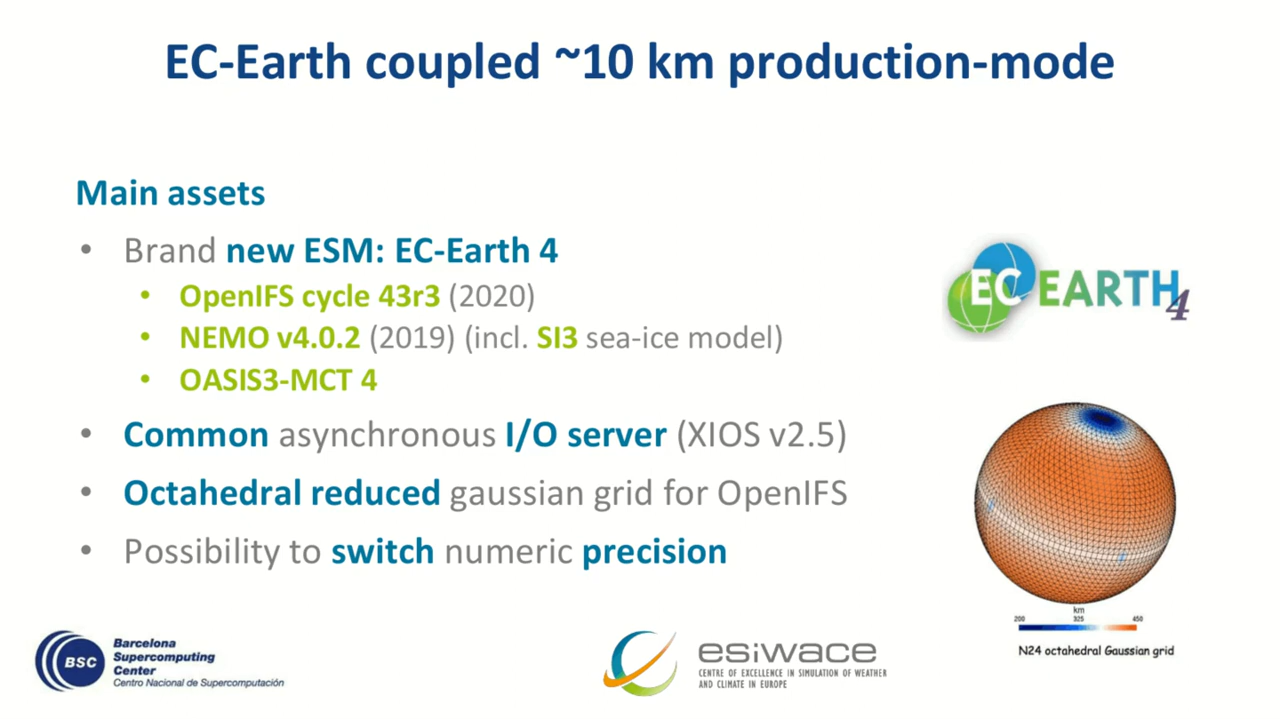 EC-Earth coupled ~10 km production-mode
Main assets
• Brand new ESM: EC-Earth 4
• OpenIFS cycle 43r3 (2020)
• NEMO v4.0.2 (2019) (incl. SI3 sea-ice model)
• OASIS3-MCT 4
• Common asynchronous I/O server (XIOS v2.5)
• Octahedral reduced gaussian grid for OpenIFS
• Possibility to switch numeric precision
EC EARTH 4
km
200 325 450
N24 octahedral Gaussian grid
BSC
Barcelona
Supercomputing
Center
Centro Nacional de Supercomputación
esiwace
CENTRE OF EXCELLENCE IN SIMULATION OF WEATHER
AND CLIMATE IN EUROPE